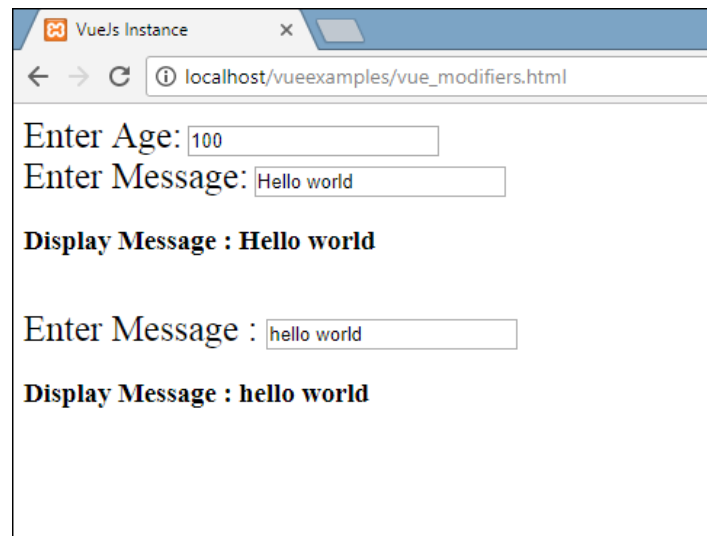 VueJs Instance
localhost/vueexamples/vue_modifiers.html
Enter Age: 100
Enter Message: Hello world
Display Message : Hello world
Enter Message : hello world
Display Message : hello world